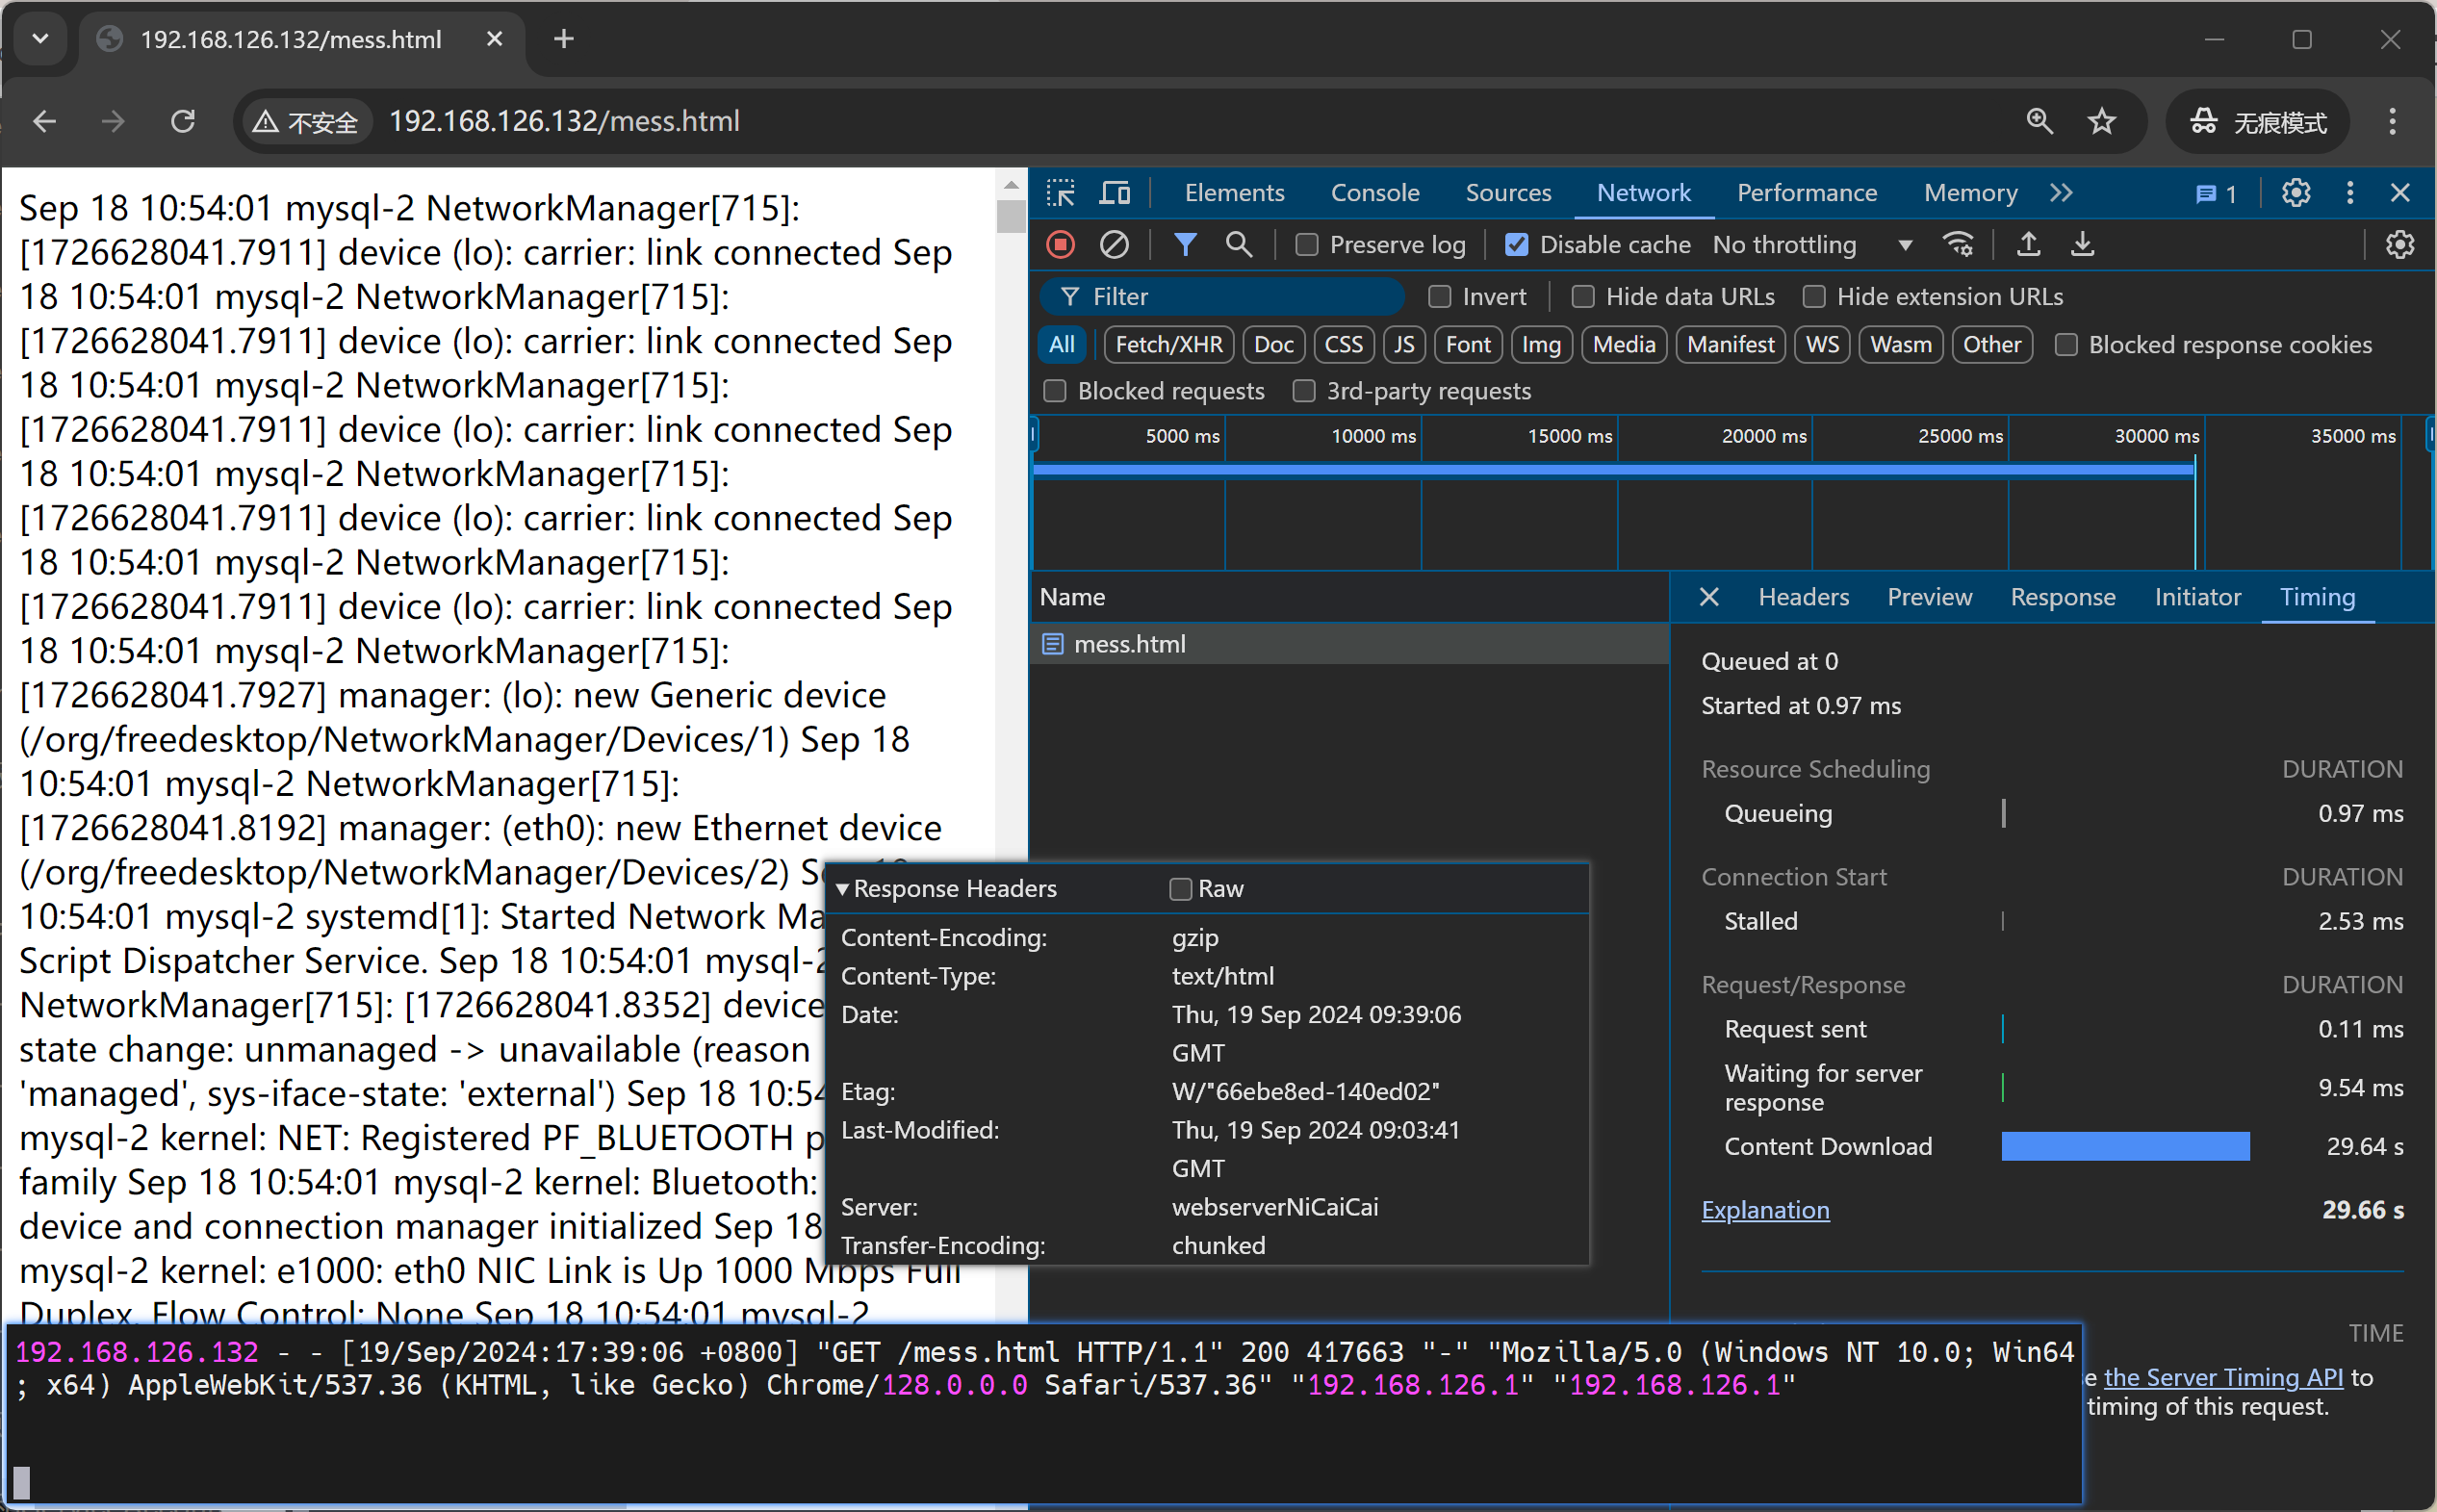 192.168.126.132/mess.html
不安全 192.168.126.132/mess.html 无痕模式
Sep 18 10:54:01 mysql-2 NetworkManager[715]:
[1726628041.7911] device (lo): carrier: link connected Sep
18 10:54:01 mysql-2 NetworkManager[715]:
[1726628041.7911] device (lo): carrier: link connected Sep
18 10:54:01 mysql-2 NetworkManager[715]:
[1726628041.7911] device (lo): carrier: link connected Sep
18 10:54:01 mysql-2 NetworkManager[715]:
[1726628041.7911] device (lo): carrier: link connected Sep
18 10:54:01 mysql-2 NetworkManager[715]:
[1726628041.7911] device (lo): carrier: link connected Sep
18 10:54:01 mysql-2 NetworkManager[715]:
[1726628041.7927] manager: (lo): new Generic device
(/org/freedesktop/NetworkManager/Devices/1) Sep 18
10:54:01 mysql-2 NetworkManager[715]:
[1726628041.8192] manager: (eth0): new Ethernet device
(/org/freedesktop/NetworkManager/Devices/2)
10:54:01 mysql-2 systemd[1]: Started Network
Script Dispatcher Service. Sep 18 10:54:01
NetworkManager[715]: [1726628041.8352] device
state change: unmanaged -> unavailable (reason
'managed', sys-iface-state: 'external') Sep 18
mysql-2 kernel: NET: Registered PF_BLUETOOTH
family Sep 18 10:54:01 mysql-2 kernel: Bluetooth:
device and connection manager initialized Sep 18
mysql-2 kernel: e1000: eth0 NIC Link is Up 1000 Mbps Full
Duplex, Flow Control: None Sep 18 10:54:01 mysql-2
Elements Console Sources Network Performance Memory 1
Preserve log Disable cache No throttling
Filter Invert Hide data URLs Hide extension URLs
All Fetch/XHR Doc CSS JS Font Img Media Manifest WS Wasm Other Blocked response cookies
Blocked requests 3rd-party requests
5000 ms 10000 ms 15000 ms 20000 ms 25000 ms 30000 ms 35000 ms
Name
mess.html
Headers Preview Response Initiator Timing
Queued at 0
Started at 0.97 ms
Resource Scheduling DURATION
Queueing 0.97 ms
Connection Start DURATION
Stalled 2.53 ms
Request/Response DURATION
Request sent 0.11 ms
Waiting for server
response 9.54 ms
Content Download 29.64 s
Explanation 29.66 s
TIME
the Server Timing API to
timing of this request.
Response Headers Raw
Content-Encoding: gzip
Content-Type: text/html
Date: Thu, 19 Sep 2024 09:39:06
GMT
Etag: W/"66ebe8ed-140ed02"
Last-Modified: Thu, 19 Sep 2024 09:03:41
GMT
Server: webserverNiCaiCai
Transfer-Encoding: chunked
192.168.126.132 - - [19/Sep/2024:17:39:06 +0800] "GET /mess.html HTTP/1.1" 200 417663 "-" "Mozilla/5.0 (Windows NT 10.0; Win64
; x64) AppleWebKit/537.36 (KHTML, like Gecko) Chrome/128.0.0.0 Safari/537.36" "192.168.126.1" "192.168.126.1"